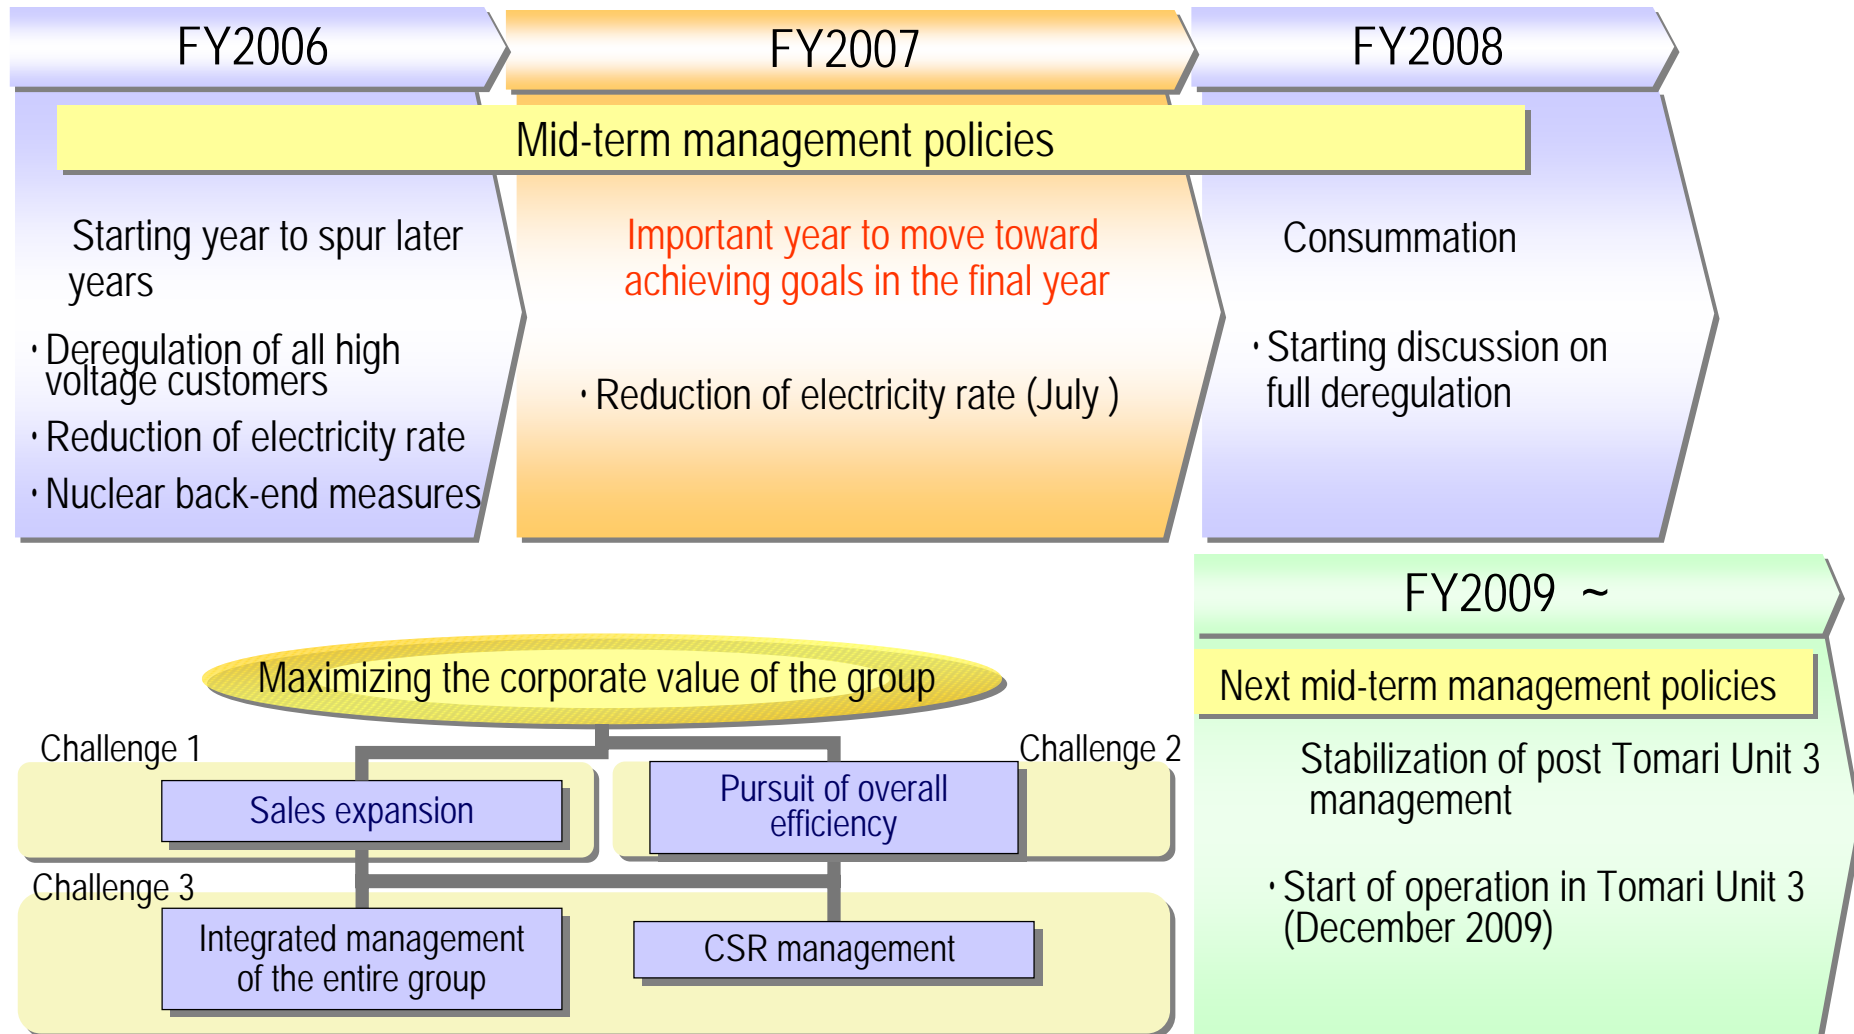 FY2006
FY2007
FY2008
Mid-term management policies
Starting year to spur later
years
・Deregulation of all high
voltage customers
・Reduction of electricity rate
・Nuclear back-end measures
Important year to move toward
achieving goals in the final year
・Reduction of electricity rate (July )
Consummation
・Starting discussion on
full deregulation
FY2009 ~
Next mid-term management policies
Stabilization of post Tomari Unit 3
management
・Start of operation in Tomari Unit 3
(December 2009)
Maximizing the corporate value of the group
Challenge 1
Sales expansion
Challenge 2
Pursuit of overall
efficiency
Challenge 3
Integrated management
of the entire group
CSR management